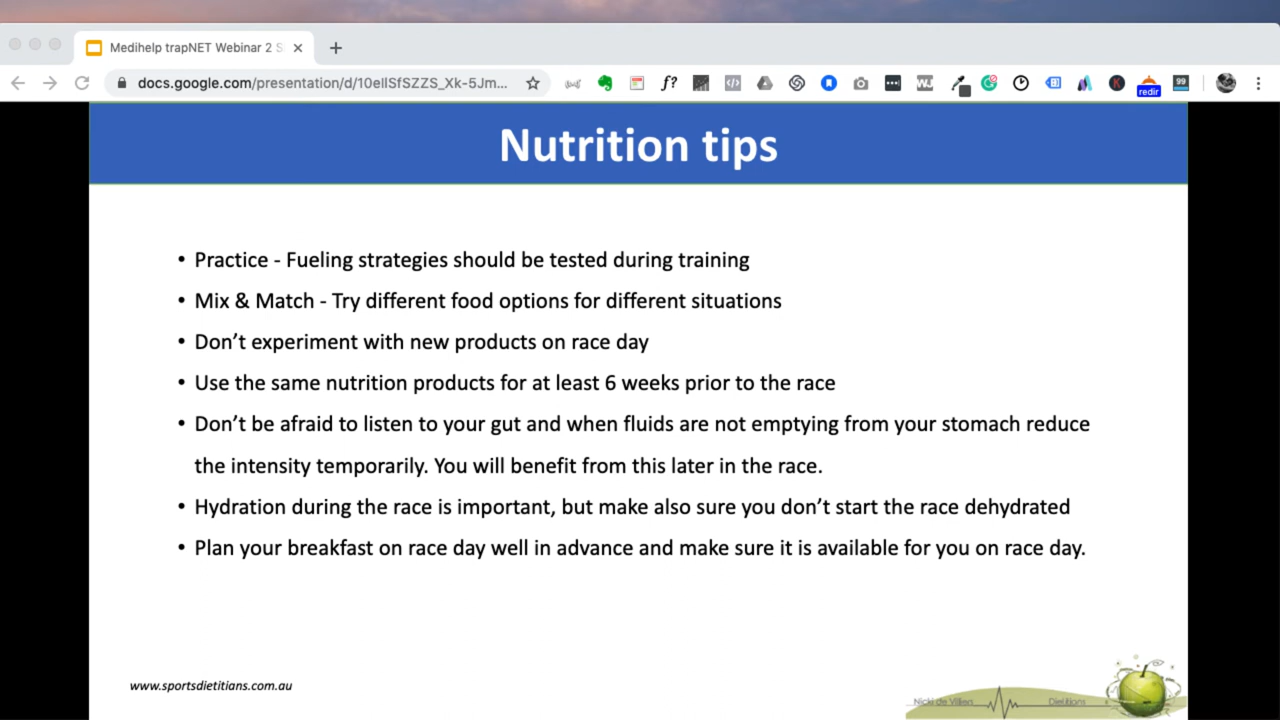 Medihelp trapNET Webinar 2 S
docs.google.com/presentation/d/10eIlSfSZZS_Xk-5Jm...
f?
99
redir
Nutrition tips
• Practice - Fueling strategies should be tested during training
• Mix & Match - Try different food options for different situations
• Don’t experiment with new products on race day
• Use the same nutrition products for at least 6 weeks prior to the race
• Don’t be afraid to listen to your gut and when fluids are not emptying from your stomach reduce
the intensity temporarily. You will benefit from this later in the race.
• Hydration during the race is important, but make also sure you don’t start the race dehydrated
• Plan your breakfast on race day well in advance and make sure it is available for you on race day.
www.sportsdietitians.com.au
Nicki de Villiers Dietitians